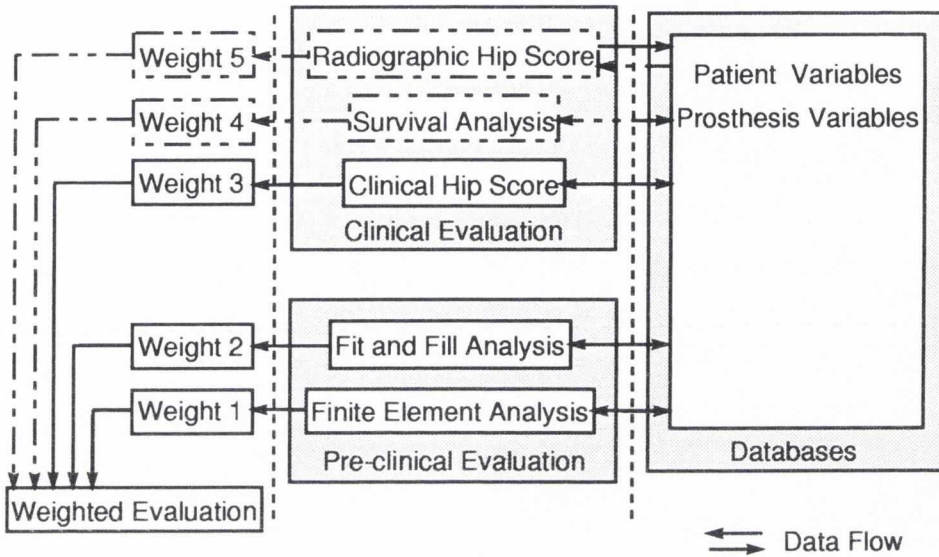 Weight 5
Radiographic Hip Score
Patient Variables
Weight 4
Survival Analysis
Prosthesis Variables
Weight 3
Clinical Hip Score
Clinical Evaluation
Weight 2
Fit and Fill Analysis
Weight 1
Finite Element Analysis
Pre-clinical Evaluation
Databases
Weighted Evaluation
Data Flow